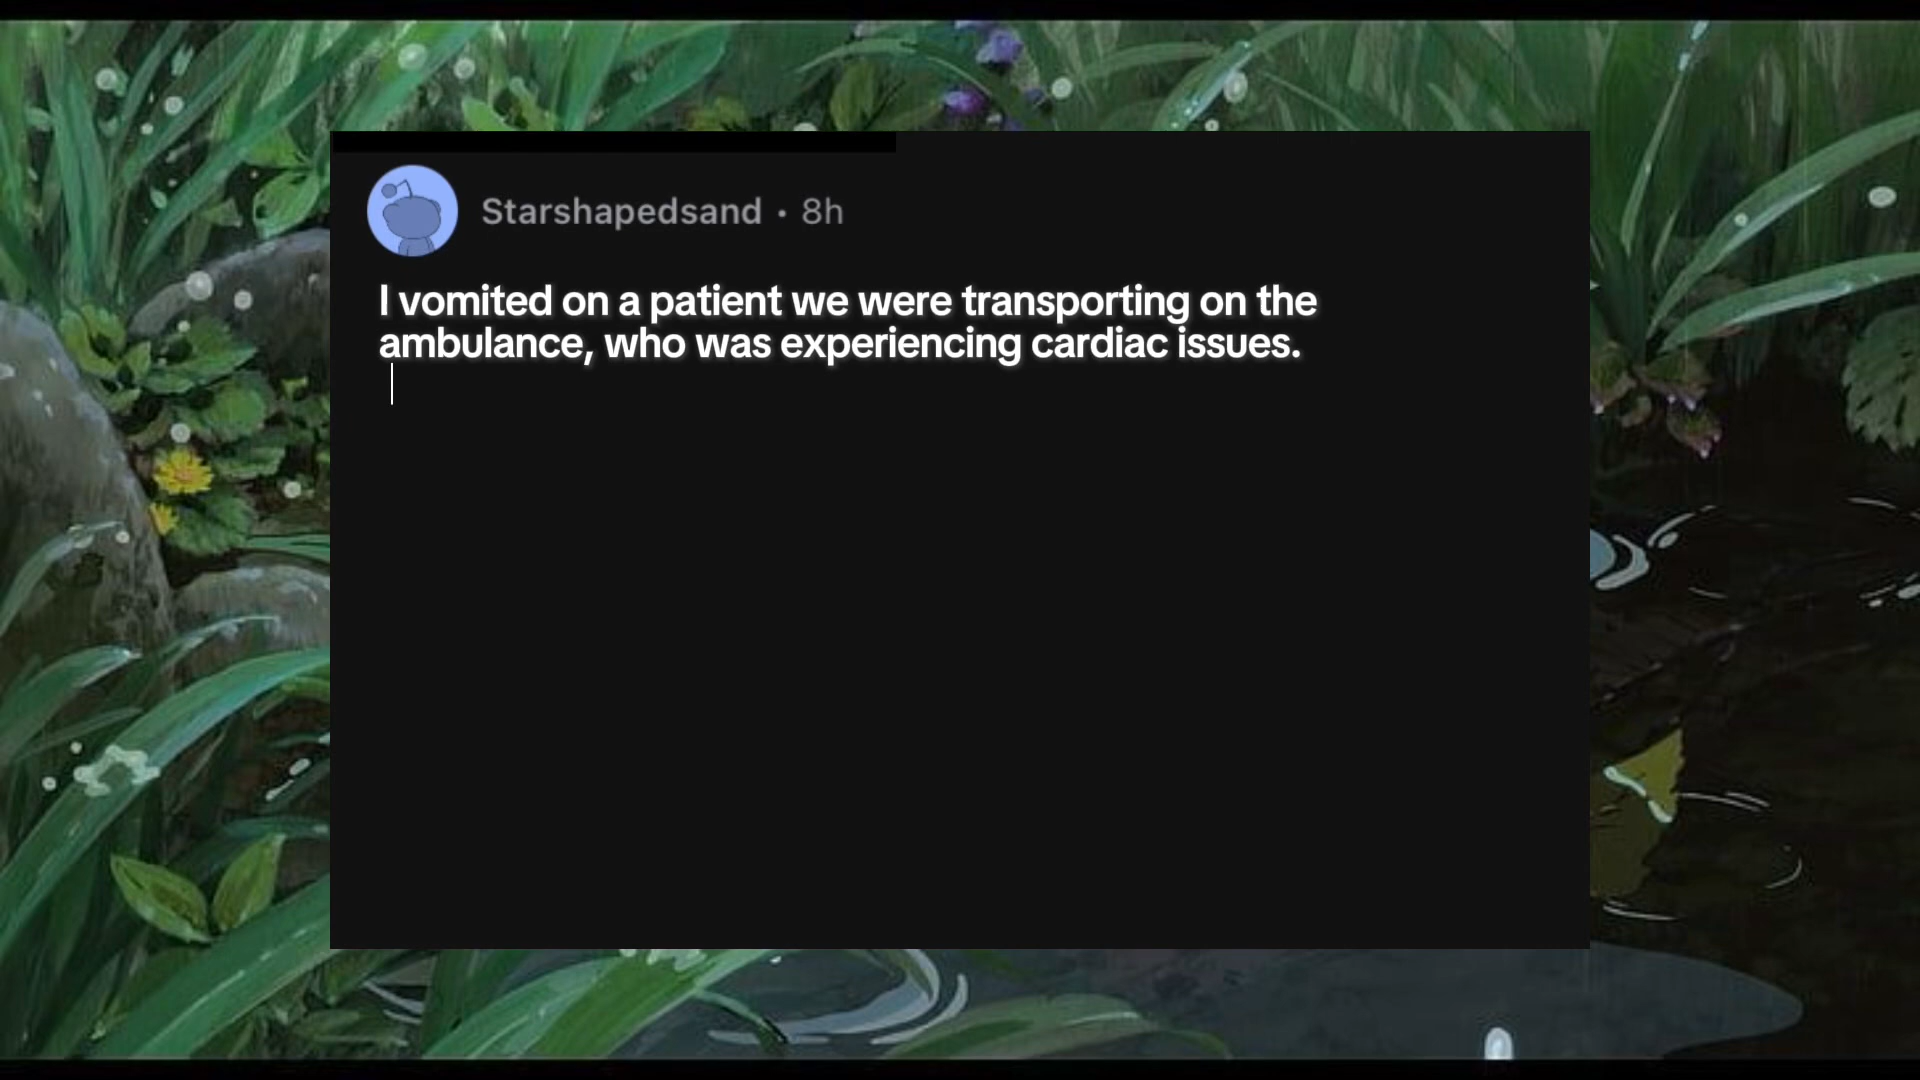 Starshapedsand • 8h
I vomited on a patient we were transporting on the
ambulance, who was experiencing cardiac issues.